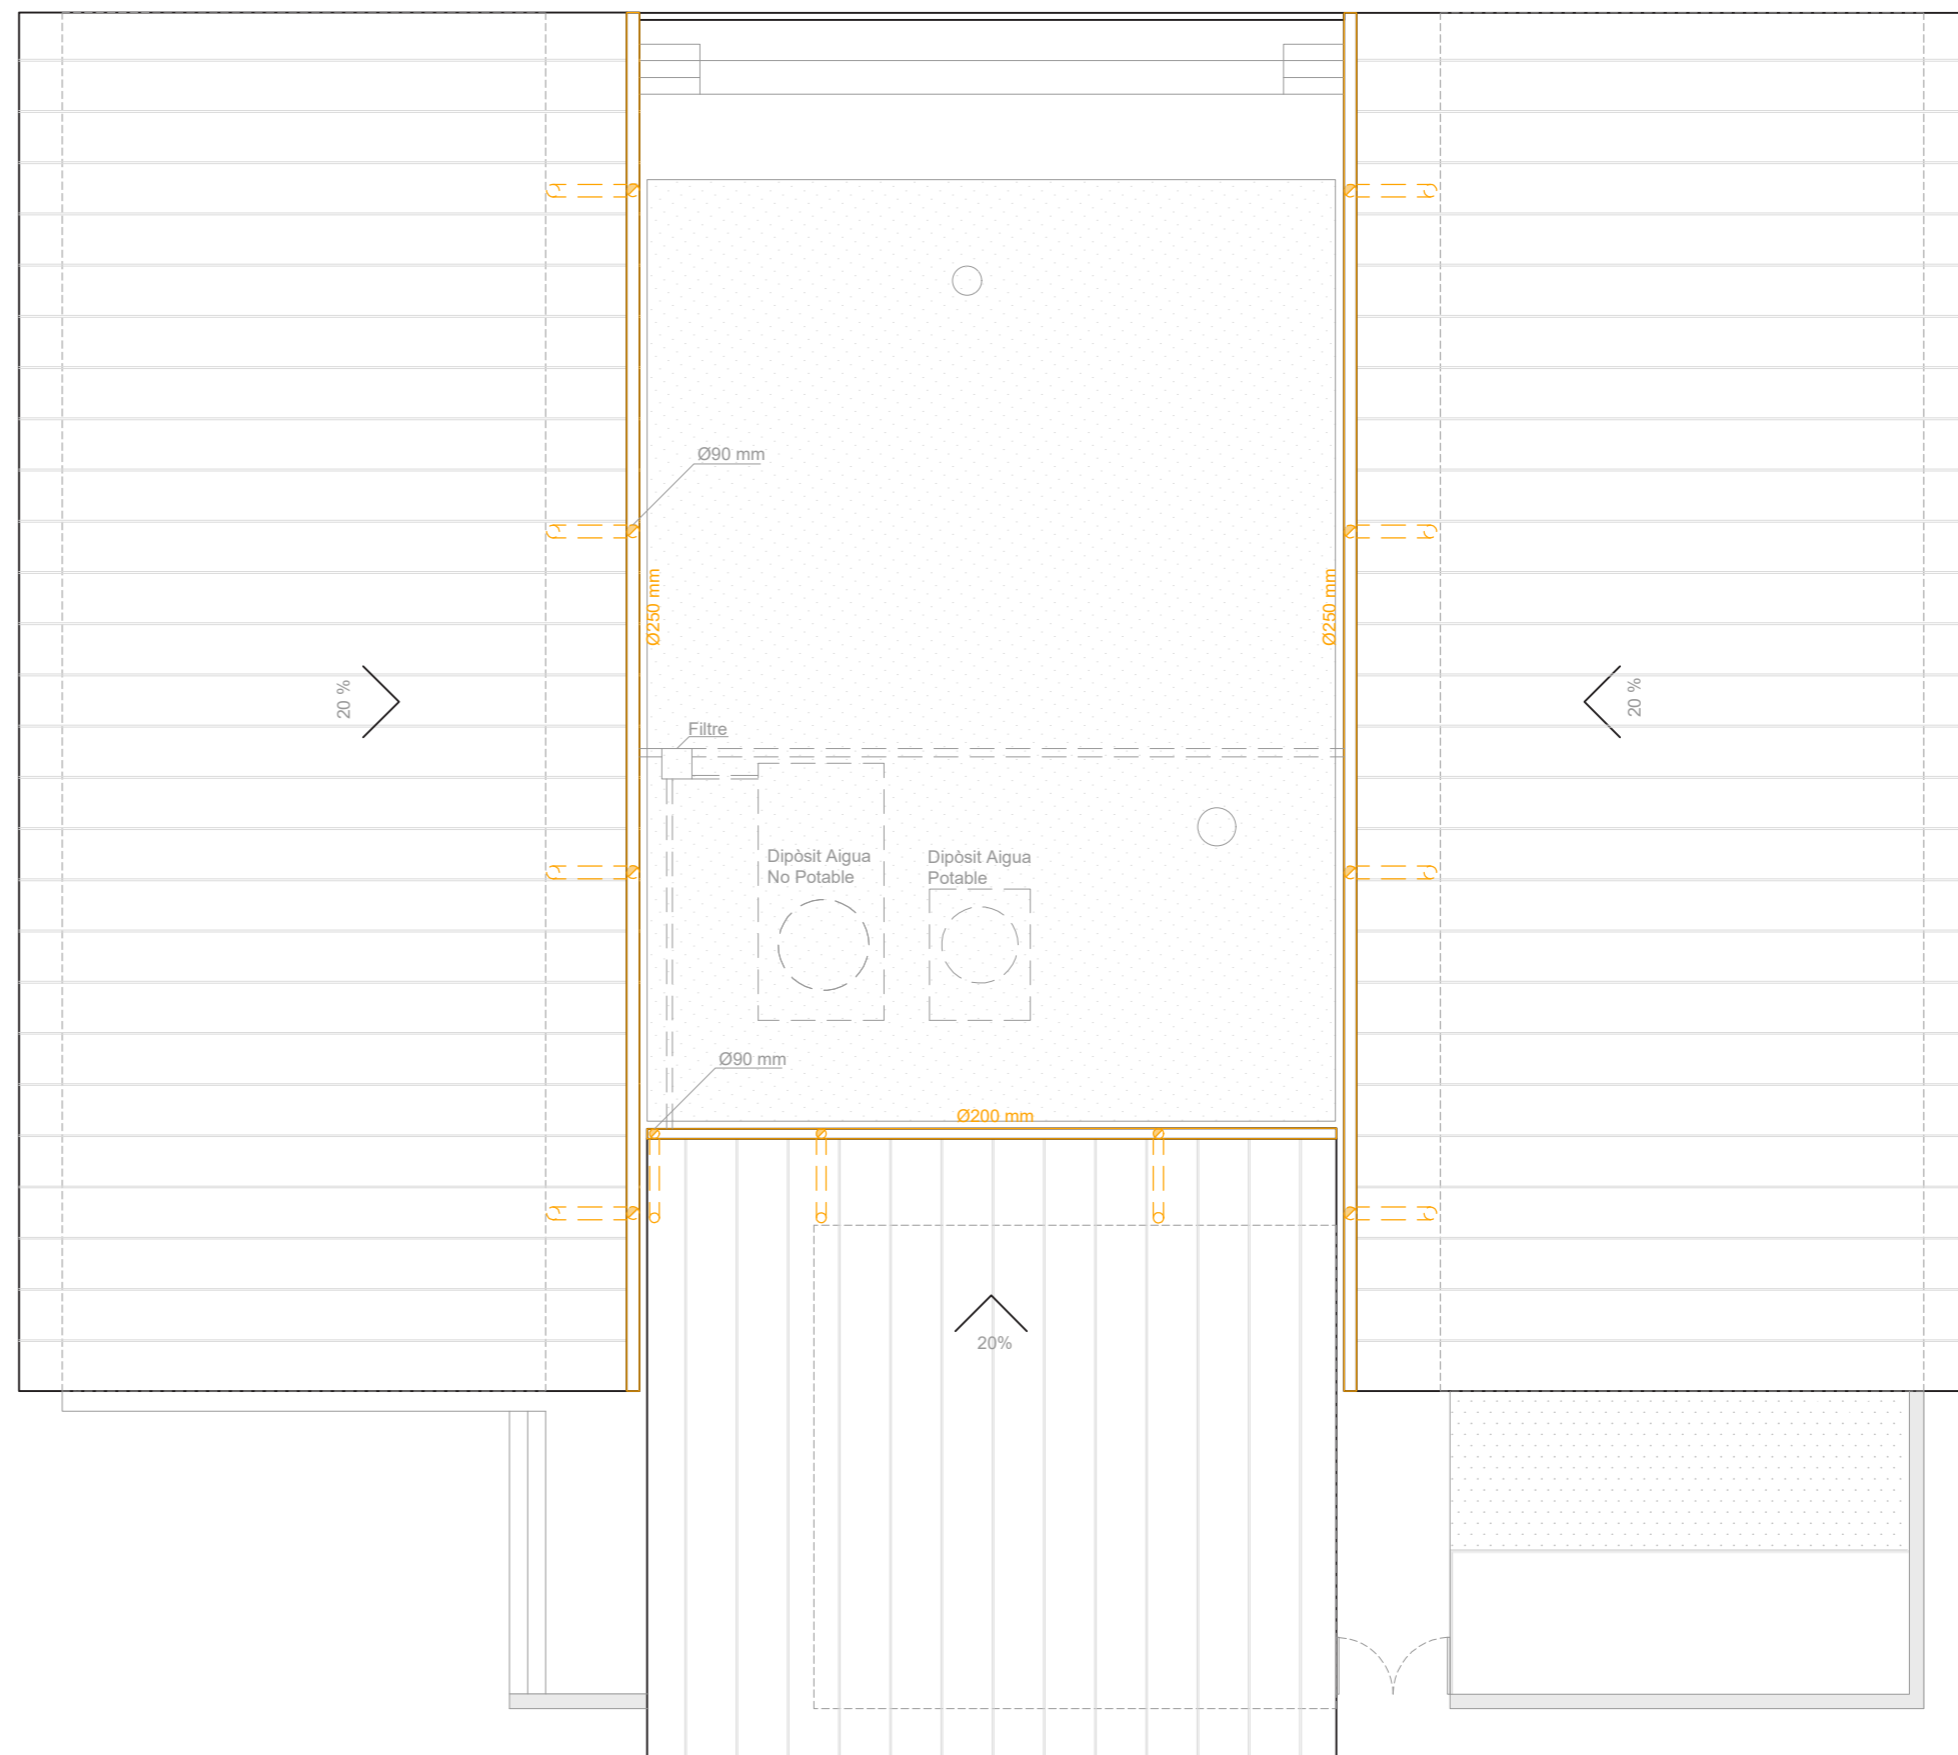 Ø90 mm
Ø250 mm
Ø250 mm
20 %
20 %
Filtre
Dipòsit Aigua
No Potable
Dipòsit Aigua
Potable
Ø90 mm
Ø200 mm
20%